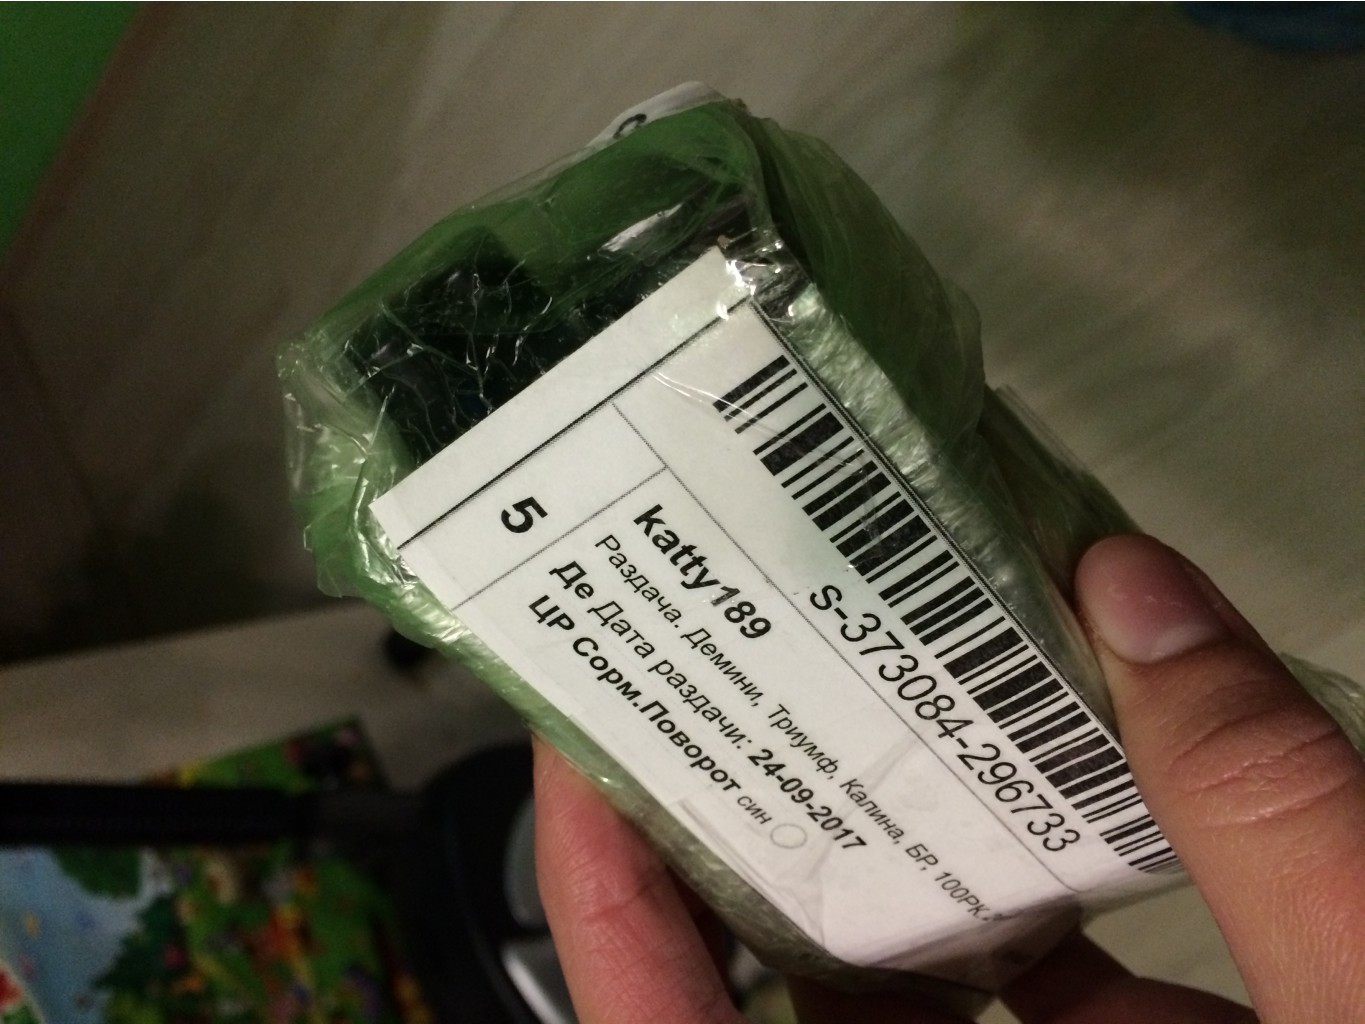 5
katty189
Раздача, Демини, Триумф, Калина, БР, 100РК,
Де Дата раздачи: 24-09-2017
ЦР Сорм.Поворот син
S-373084-296733